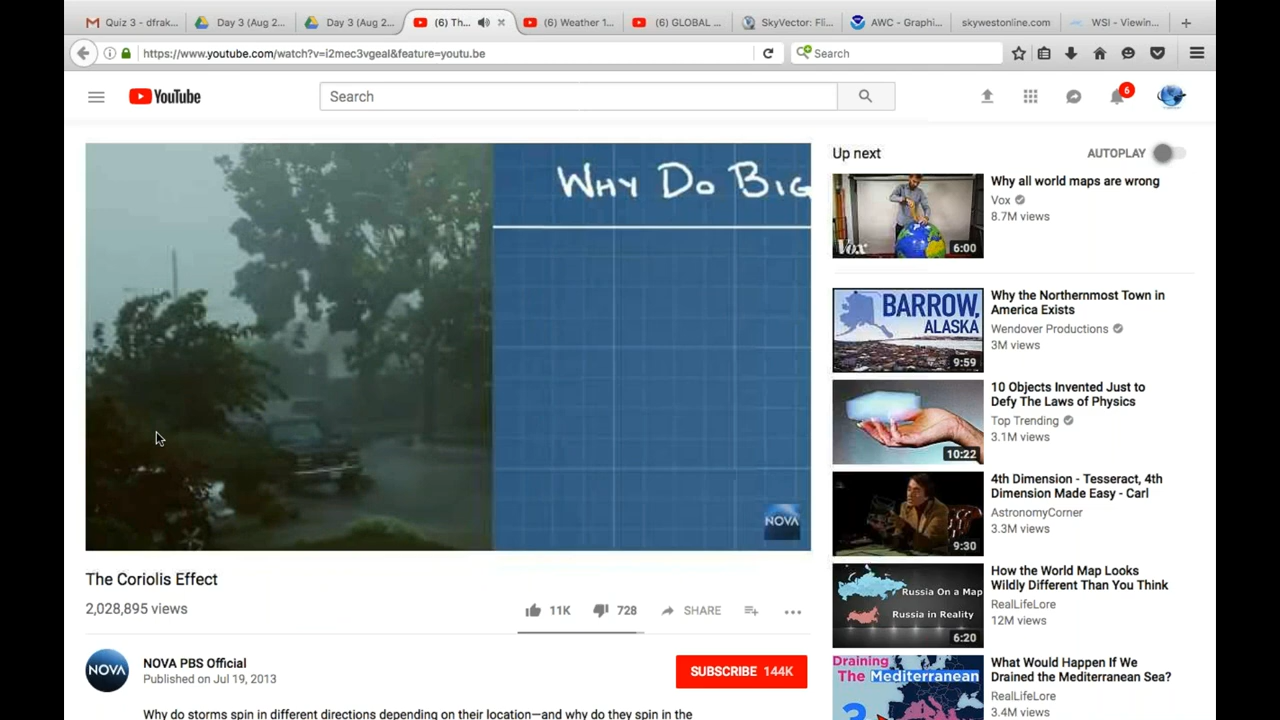 (6) Quiz 3 - dfrak...
Day 3 (Aug 2...
Day 3 (Aug 2...
(6) Th...
(6) Weather 1...
(6) GLOBAL ...
SkyVector: Fli...
AWC - Graphi...
skywestonline.com
WSI - Viewin...
https://www.youtube.com/watch?v=i2mec3vgeaI&feature=youtu.be
Search
YouTube
Search
6
WHY DO BIG
NOVA
The Coriolis Effect
2,028,895 views
11K
728
SHARE
NOVA
NOVA PBS Official
Published on Jul 19, 2013
SUBSCRIBE 144K
Why do storms spin in different directions depending on their location—and why do they spin in the
Up next
AUTOPLAY
Vox
6:00
Why all world maps are wrong
Vox
8.7M views
BARROW,
ALASKA
9:59
Why the Northernmost Town in
America Exists
Wendover Productions
3M views
10:22
10 Objects Invented Just to
Defy The Laws of Physics
Top Trending
3.1M views
9:30
4th Dimension - Tesseract, 4th
Dimension Made Easy - Carl
AstronomyCorner
3.3M views
Russia On a Map
Russia in Reality
6:20
How the World Map Looks
Wildly Different Than You Think
RealLifeLore
12M views
Draining
The Mediterranean
?
What Would Happen If We
Drained the Mediterranean Sea?
RealLifeLore
3.4M views